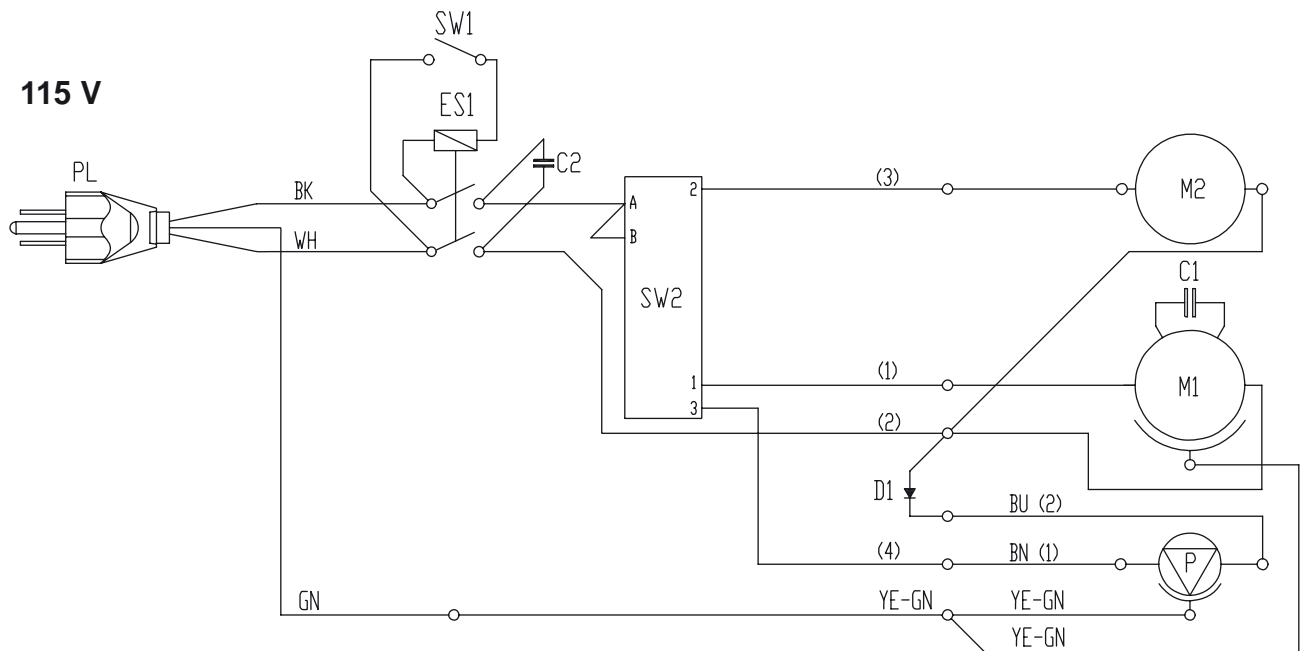 SW1
115 V
ES1
PL
C2
BK
A
2
(3)
M2
B
WH
C1
SW2
(1)
M1
1
3
(2)
D1
BU (2)
(4)
BN (1)
P
GN
YE-GN
YE-GN
YE-GN